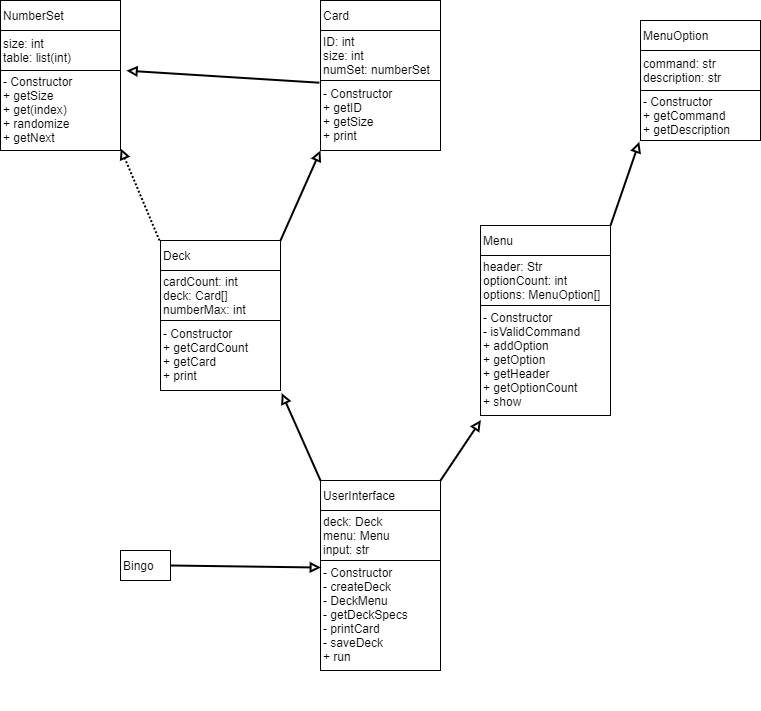 NumberSet
size: int
table: list(int)
- Constructor
+ getSize
+ get(index)
+ randomize
+ getNext
Card
ID: int
size: int
numSet: numberSet
- Constructor
+ getID
+ getSize
+ print
MenuOption
command: str
description: str
- Constructor
+ getCommand
+ getDescription
Deck
cardCount: int
deck: Card[]
numberMax: int
- Constructor
+ getCardCount
+ getCard
+ print
Menu
header: Str
optionCount: int
options: MenuOption[]
- Constructor
- isValidCommand
+ addOption
+ getOption
+ getHeader
+ getOptionCount
+ show
UserInterface
deck: Deck
menu: Menu
input: str
- Constructor
- createDeck
- DeckMenu
- getDeckSpecs
- printCard
- saveDeck
+ run
Bingo